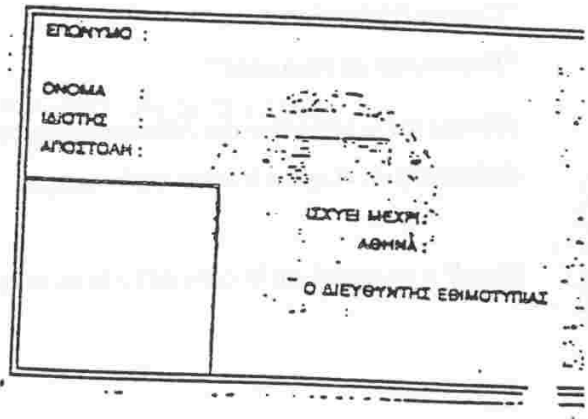 ΕΠΩΝΥΜΟ :
ΟΝΟΜΑ :
ΙΔΙΟΤΗΣ :
ΑΠΟΣΤΟΛΗ :
ΙΣΧΥΕΙ ΜΕΧΡΙ :
ΑΘΗΝΑ :
Ο ΔΙΕΥΘΥΝΤΗΣ ΕΘΙΜΟΤΥΠΙΑΣ